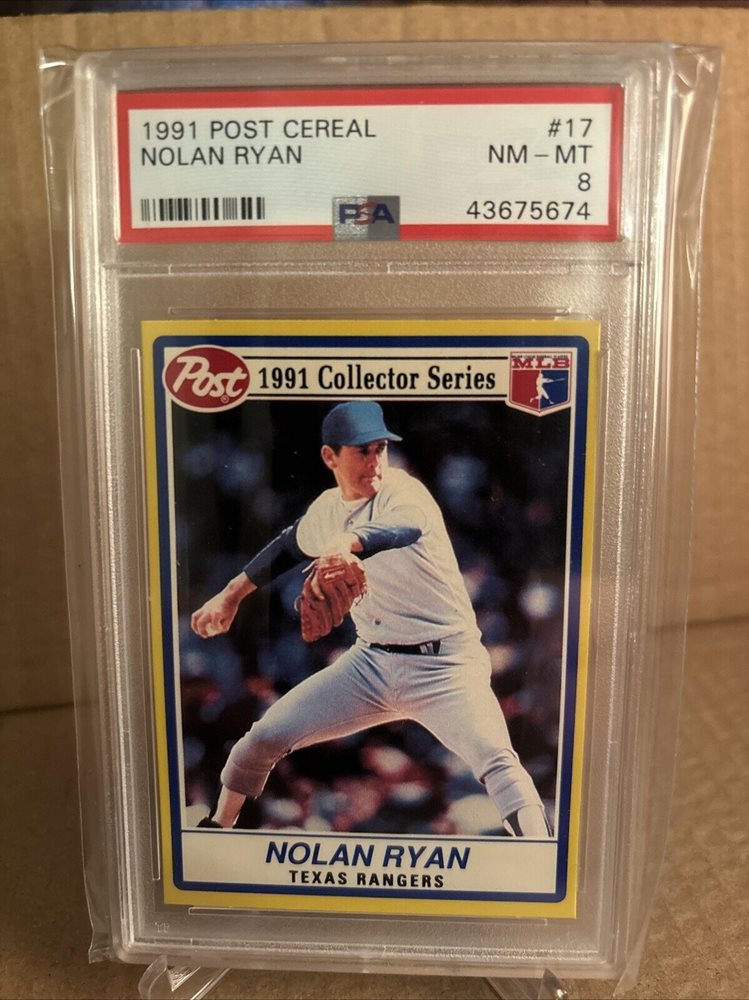 1991 POST CEREAL #17
NOLAN RYAN NM - MT
8
PSA 43675674
Post ®
1991 Collector Series
MLB
NOLAN RYAN
TEXAS RANGERS